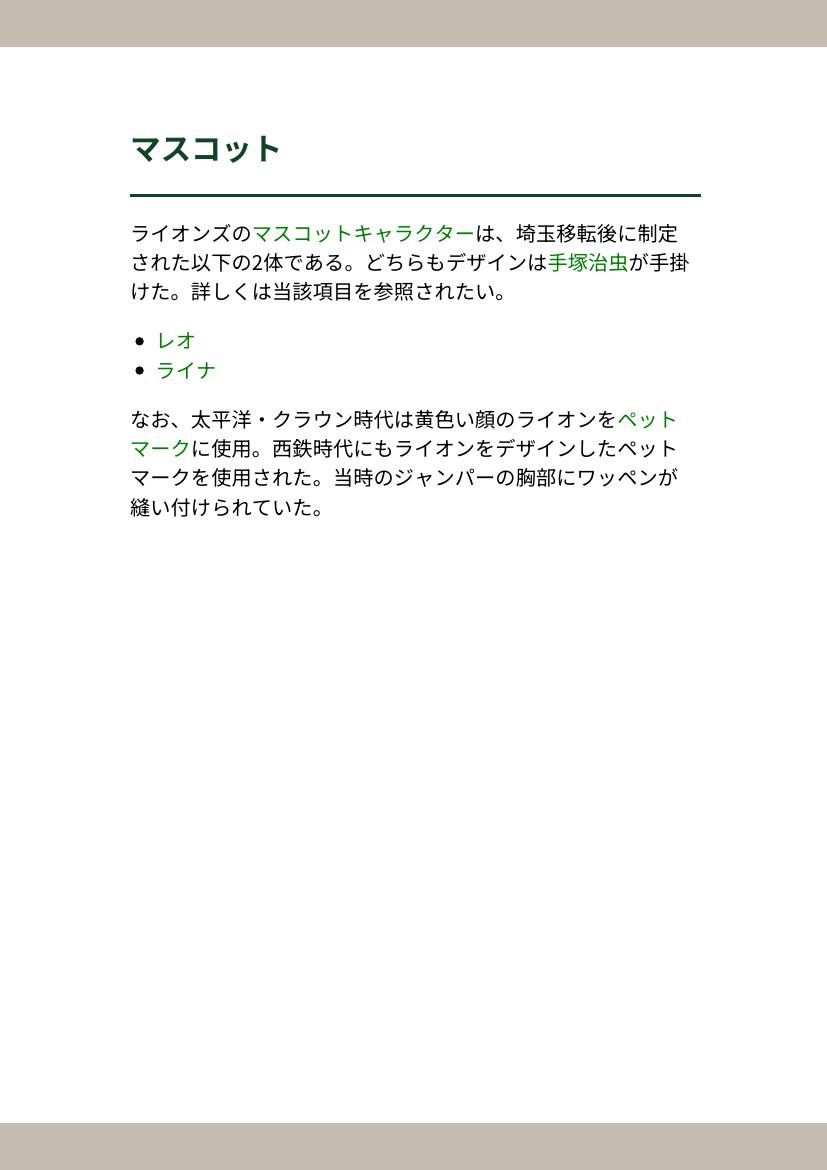 マスコット
ライオンズのマスコットキャラクターは、埼玉移転後に制定
された以下の2体である。どちらもデザインは手塚治虫が手掛
けた。詳しくは当該項目を参照されたい。
レオ
ライナ
なお、太平洋・クラウン時代は黄色い顔のライオンをペット
マークに使用。西鉄時代にもライオンをデザインしたペット
マークを使用された。当時のジャンパーの胸部にワッペンが
縫い付けられていた。